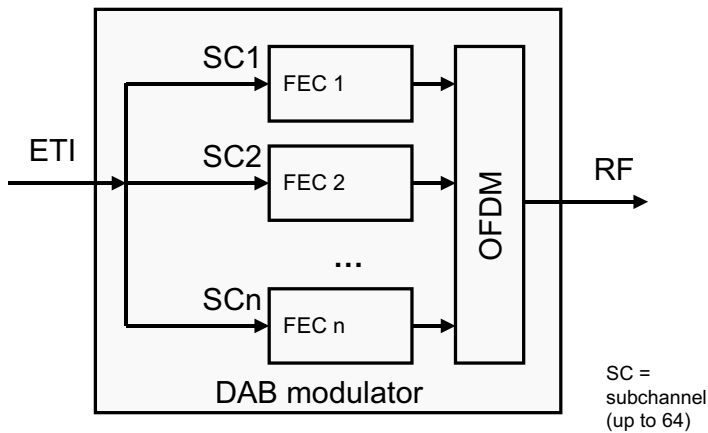 SC1
FEC 1
ETI
SC2
FEC 2
RF
OFDM
...
SCn
FEC n
DAB modulator
SC =
subchannel
(up to 64)